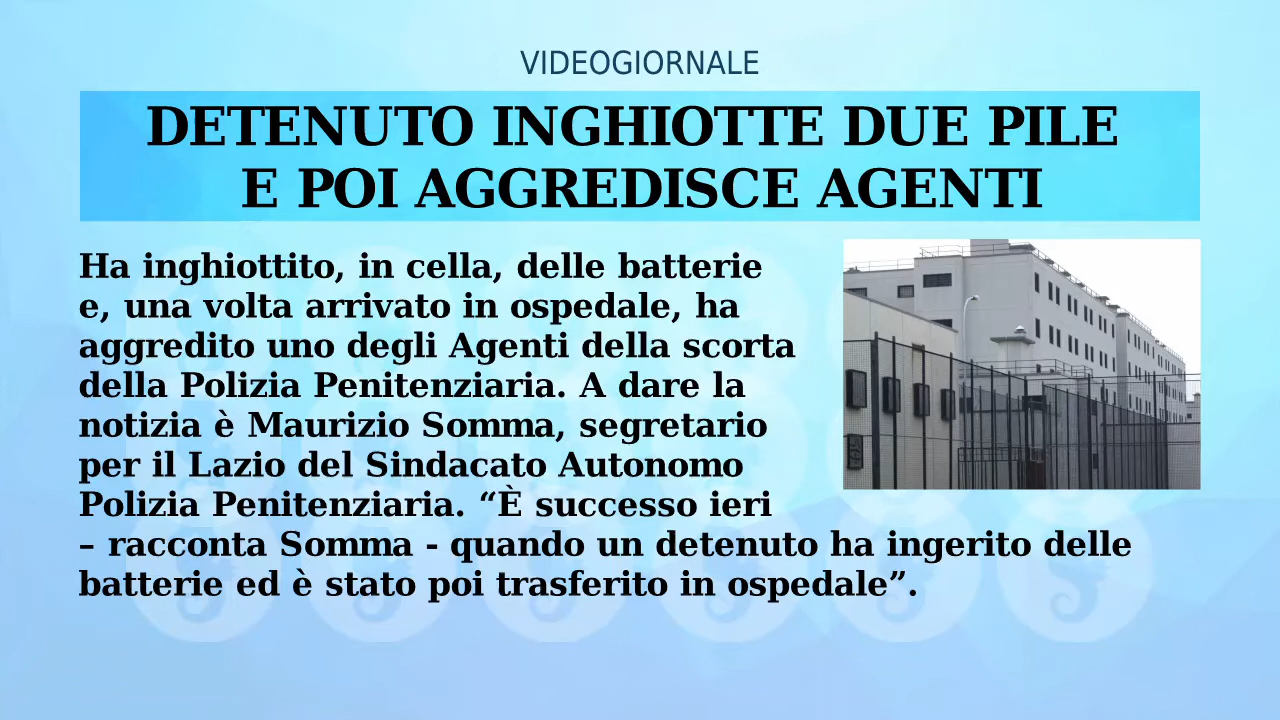 VIDEOGIORNALE
DETENUTO INGHIOTTE DUE PILE
E POI AGGREDISCE AGENTI
Ha inghiottito, in cella, delle batterie
e, una volta arrivato in ospedale, ha
aggredito uno degli Agenti della scorta
della Polizia Penitenziaria. A dare la
notizia è Maurizio Somma, segretario
per il Lazio del Sindacato Autonomo
Polizia Penitenziaria. “È successo ieri
– racconta Somma - quando un detenuto ha ingerito delle
batterie ed è stato poi trasferito in ospedale”.